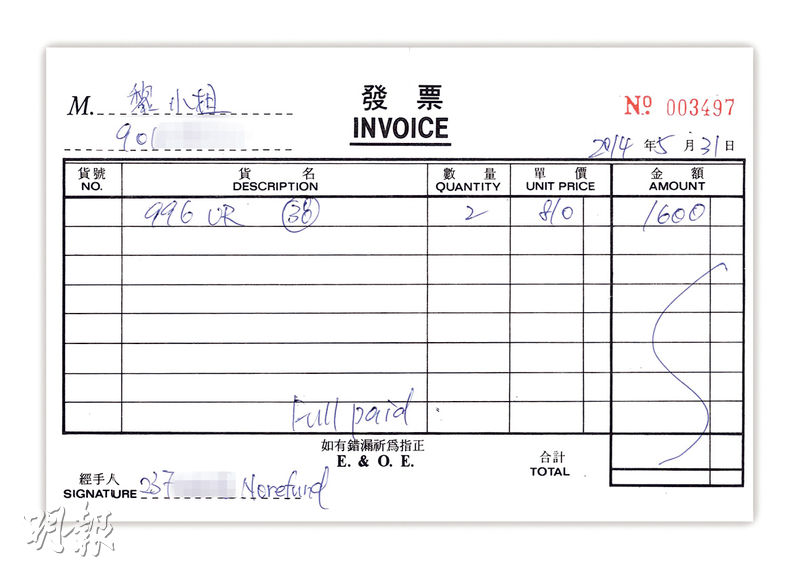 發 票
INVOICE
M. 黎小姐
901
Nº 003497
2014 年 5 月 31 日
貨號 貨 名 數 量 單 價 金 額
NO. DESCRIPTION QUANTITY UNIT PRICE AMOUNT
996 UR 36 2 810 1600
Full paid
如有錯漏祈爲指正
E. & O. E.
合計
TOTAL
經手人
SIGNATURE 237 No refund
明報